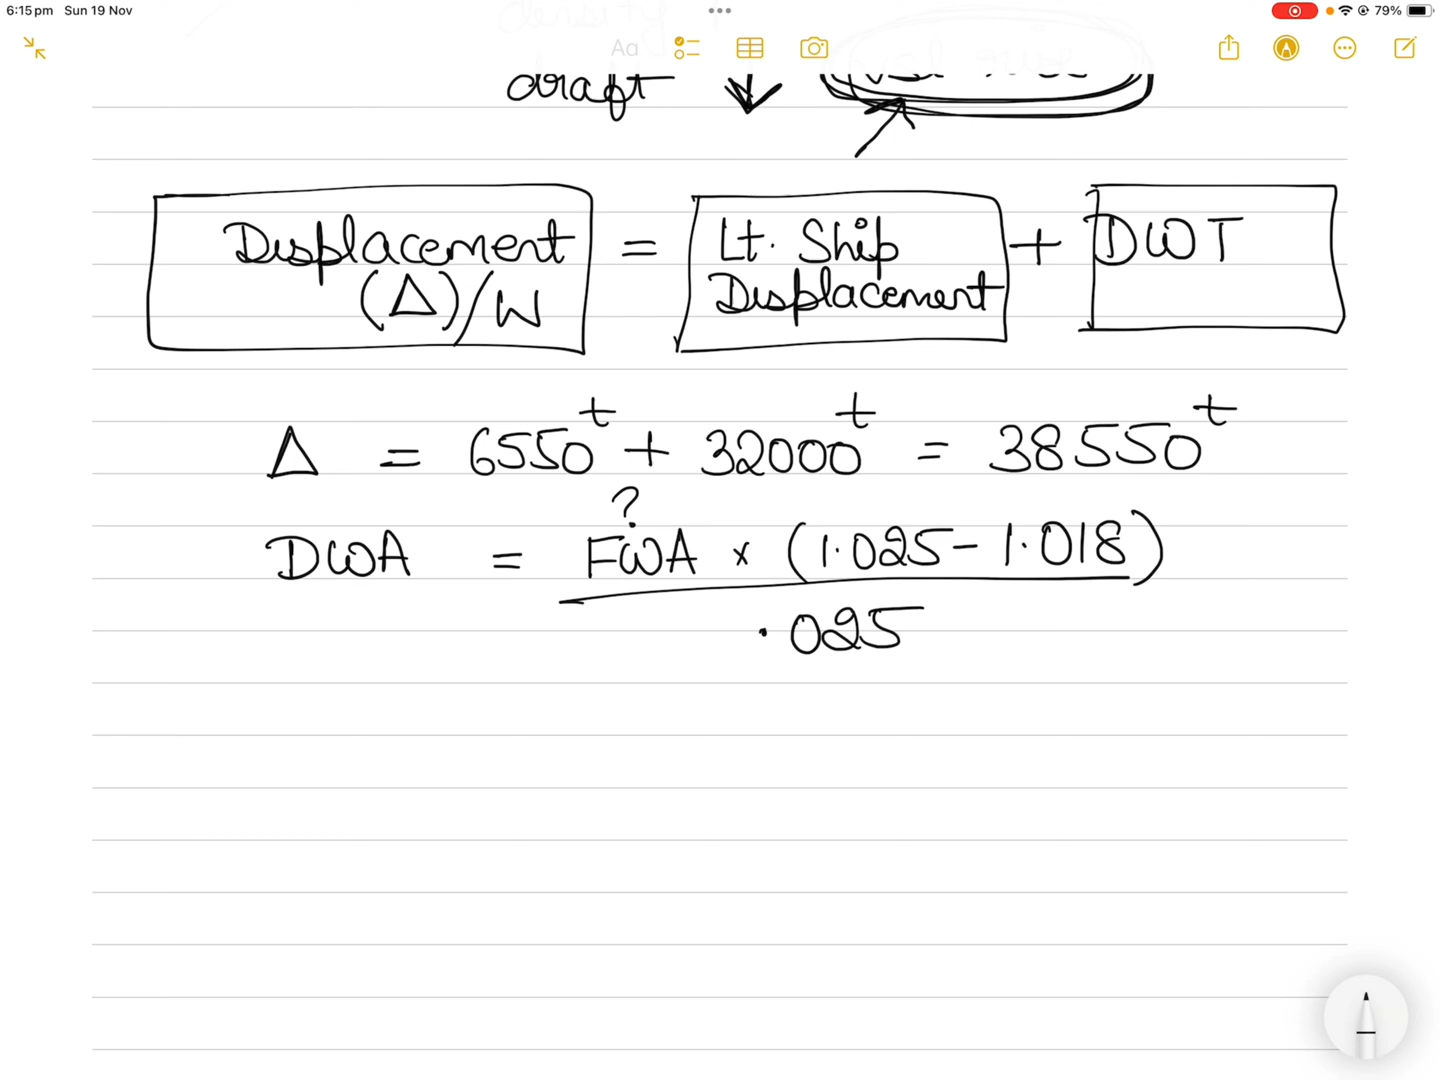 6:15 pm Sun 19 Nov
79%
density
Aa
draft
Displacement = Lt. Ship + DWT
(Δ)/W Displacement
Δ = 6550t + 32000t = 38550t
?
DWA = FWA × (1.025 - 1.018)
.025